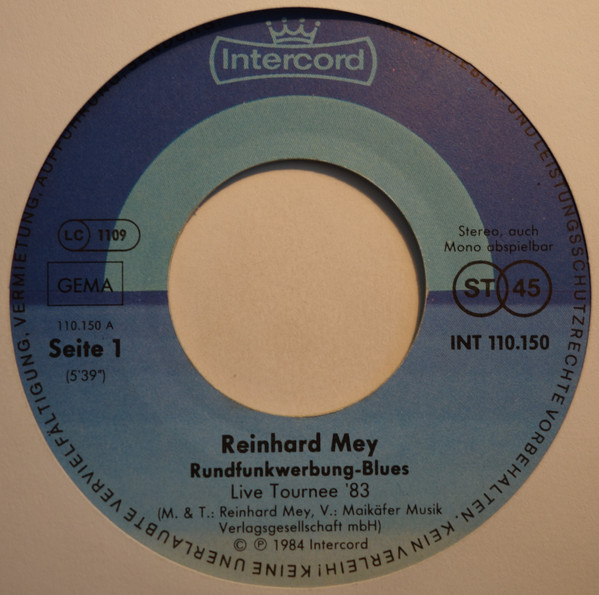 Intercord
LC 1109
GEMA
110.150 A
Seite 1
(5'39")
Stereo, auch
Mono abspielbar
ST 45
INT 110.150
Reinhard Mey
Rundfunkwerbung-Blues
Live Tournee '83
(M. & T.: Reinhard Mey, V.: Maikäfer Musik
Verlagsgesellschaft mbH)
© ℗ 1984 Intercord
UND LEISTUNGSSCHUTZRECHTE VORBEHALTEN. KEIN VERLEIH! KEINE UNERLAUBTE VERVIELFÄLTIGUNG, VERMIETUNG,